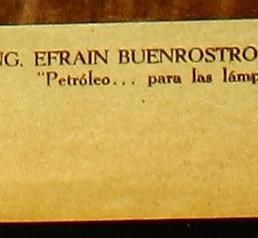 NG. EFRAIN BUENROSTRO
"Petróleo... para las lámp